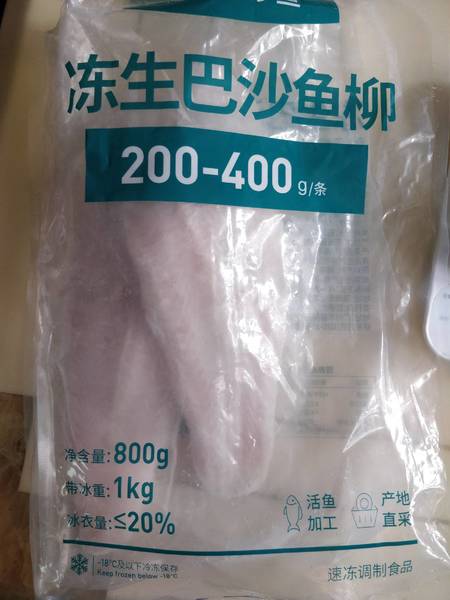 冻生巴沙鱼柳
200-400g/条
净含量:800g
带冰重:1kg
冰衣量:≤20%
活鱼
加工
产地
直采
-18℃及以下冷冻保存
Keep frozen below -18℃
速冻调制食品